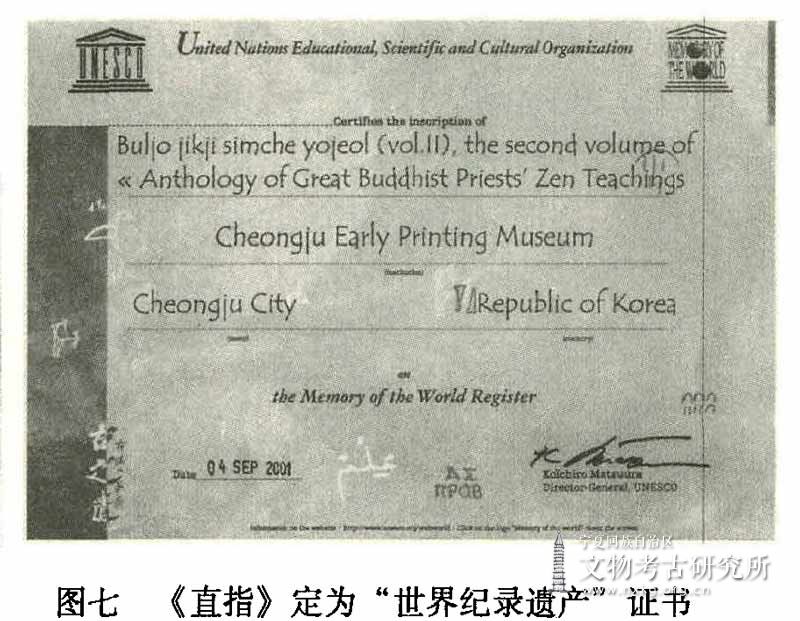 United Nations Educational, Scientific and Cultural Organization
UNESCO
MEMORY OF
THE WORLD
Certifies the inscription of
Buljo jikji simche yojeol (vol.II), the second volume of
« Anthology of Great Buddhist Priests' Zen Teachings
Cheongju Early Printing Museum
(institution)
Cheongju City
Republic of Korea
(town)
(country)
on
the Memory of the World Register
Date 04 SEP 2001
Koïchiro Matsuura
Director-General, UNESCO
宁夏回族自治区
文物考古研究所
图七 《直指》定为“世界纪录遗产”证书